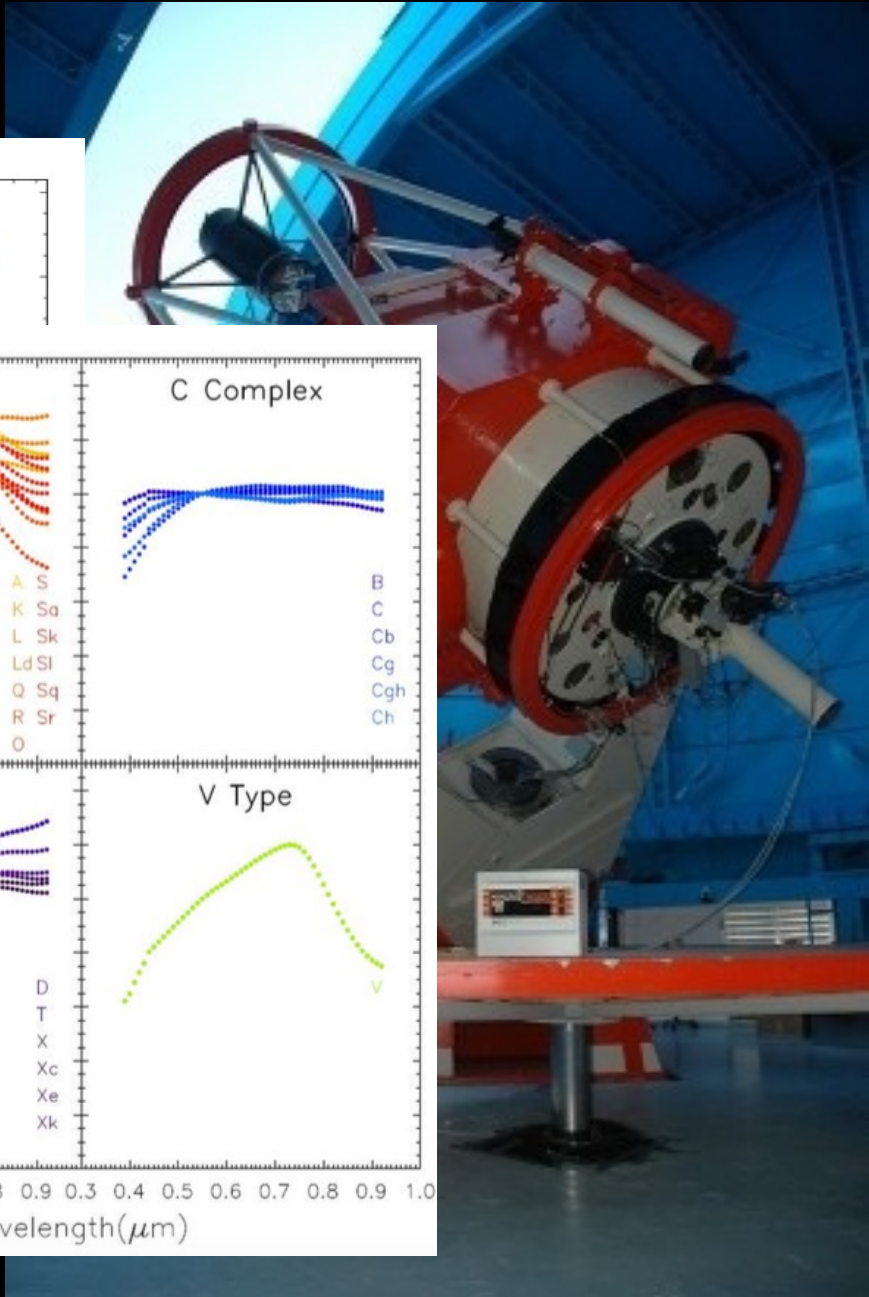 C Complex
A S
K Sa
L Sk
Ld Sl
Q Sq
R Sr
O
B
C
Cb
Cg
Cgh
Ch
V Type
D
T
X
Xc
Xe
Xk
V
0.9 0.3 0.4 0.5 0.6 0.7 0.8 0.9 1.0
velength(μm)